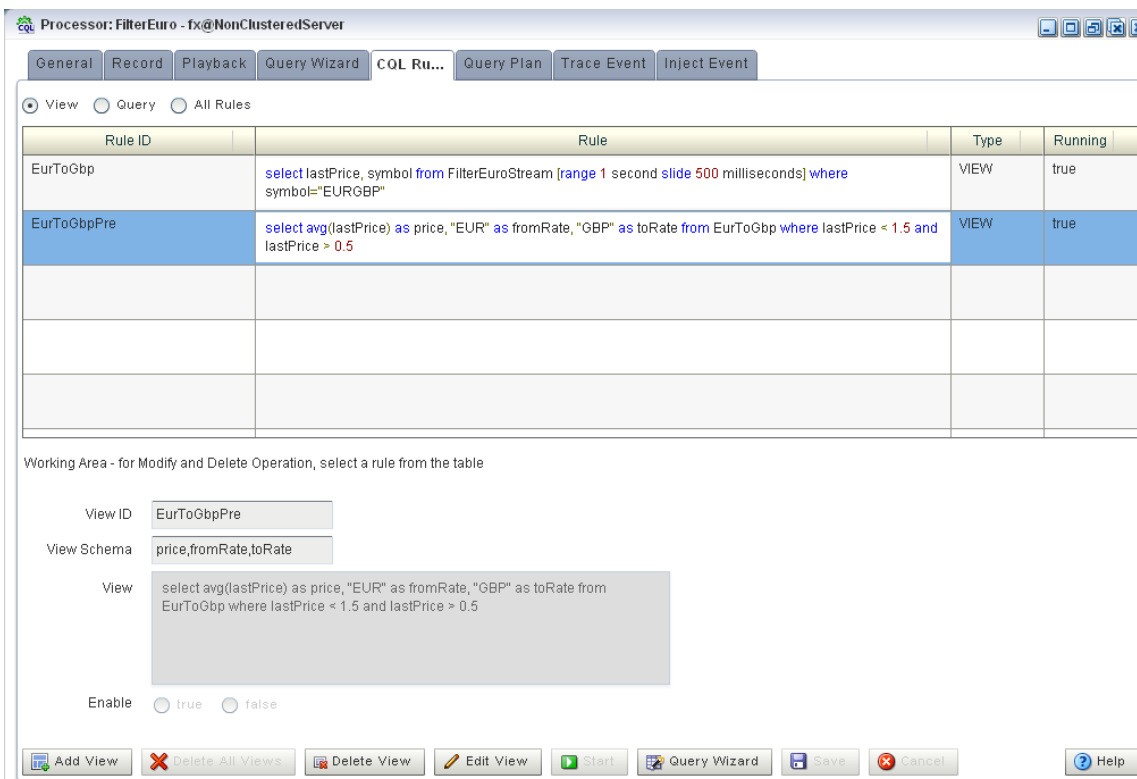 CQL
Processor: FilterEuro - fx@NonClusteredServer
General Record Playback Query Wizard CQL Ru... Query Plan Trace Event Inject Event
View Query All Rules
Rule ID Rule Type Running
EurToGbp select lastPrice, symbol from FilterEuroStream [range 1 second slide 500 milliseconds] where VIEW true
symbol="EURGBP"
EurToGbpPre select avg(lastPrice) as price, "EUR" as fromRate, "GBP" as toRate from EurToGbp where lastPrice < 1.5 and VIEW true
lastPrice > 0.5
Working Area - for Modify and Delete Operation, select a rule from the table
View ID EurToGbpPre
View Schema price,fromRate,toRate
View select avg(lastPrice) as price, "EUR" as fromRate, "GBP" as toRate from
EurToGbp where lastPrice < 1.5 and lastPrice > 0.5
Enable true false
Add View Delete All Views Delete View Edit View Start Query Wizard Save Cancel Help